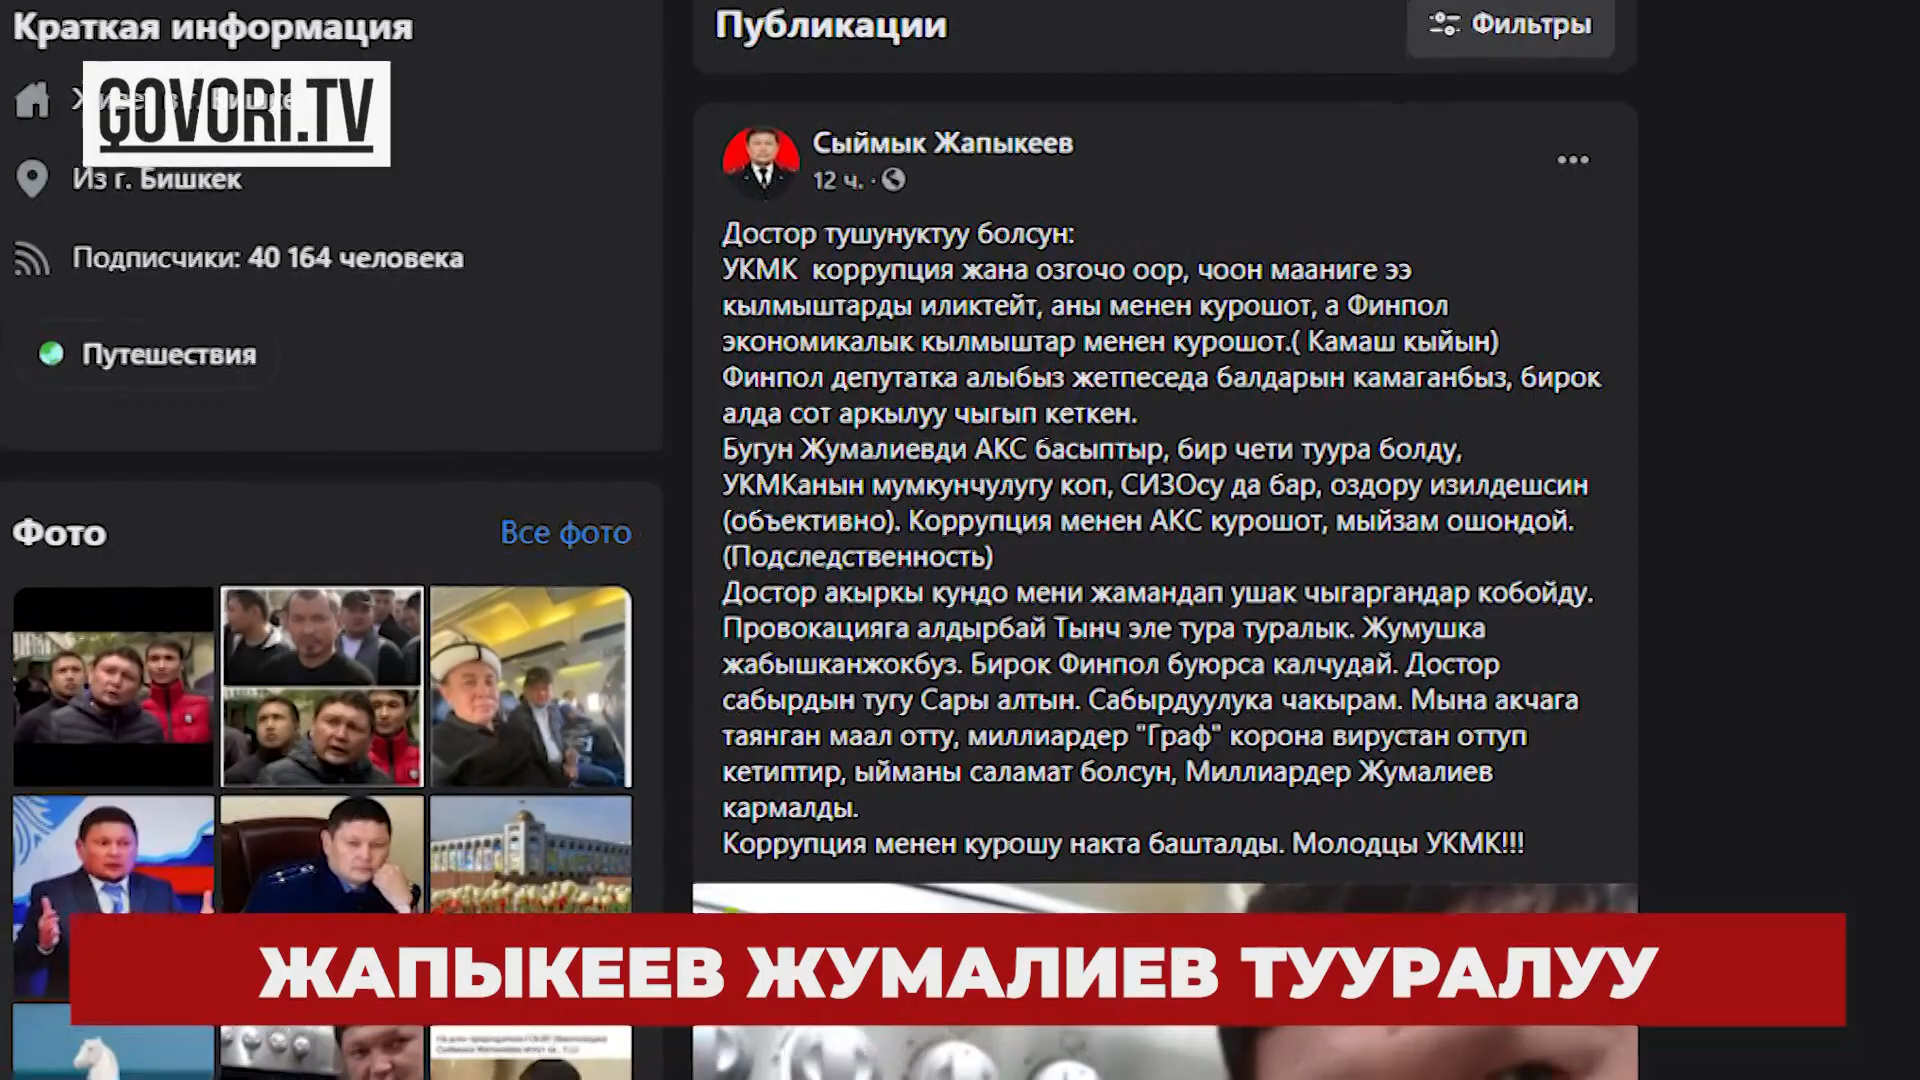 Краткая информация
GOVORI.TV
Из г. Бишкек
Подписчики: 40 164 человека
Путешествия
Фото
Все фото
Публикации
Фильтры
Сыймык Жапыкеев
12 ч. ·
Достор тушунуктуу болсун:
УКМК коррупция жана озгочо оор, чоон мааниге ээ
кылмыштарды иликтейт, аны менен курошот, а Финпол
экономикалык кылмыштар менен курошот.( Камаш кыйын)
Финпол депутатка алыбыз жетпеседа балдарын камаганбыз, бирок
алда сот аркылуу чыгып кеткен.
Бугун Жумалиевди АКС басыптыр, бир чети туура болду,
УКМКанын мумкунчулугу коп, СИЗОсу да бар, оздору изилдешсин
(объективно). Коррупция менен АКС курошот, мыйзам ошондой.
(Подследственность)
Достор акыркы кундо мени жамандап ушак чыгаргандар кобойду.
Провокацияга алдырбай Тынч эле тура туралык. Жумушка
жабышканжокбуз. Бирок Финпол буюрса калчудай. Достор
сабырдын тугу Сары алтын. Сабырдуулука чакырам. Мына акчага
таянган маал отту, миллиардер "Граф" корона вирустан оттуп
кетиптир, ыйманы саламат болсун, Миллиардер Жумалиев
кармалды.
Коррупция менен курошу накта башталды. Молодцы УКМК!!!
ЖАПЫКЕЕВ ЖУМАЛИЕВ ТУУРАЛУУ